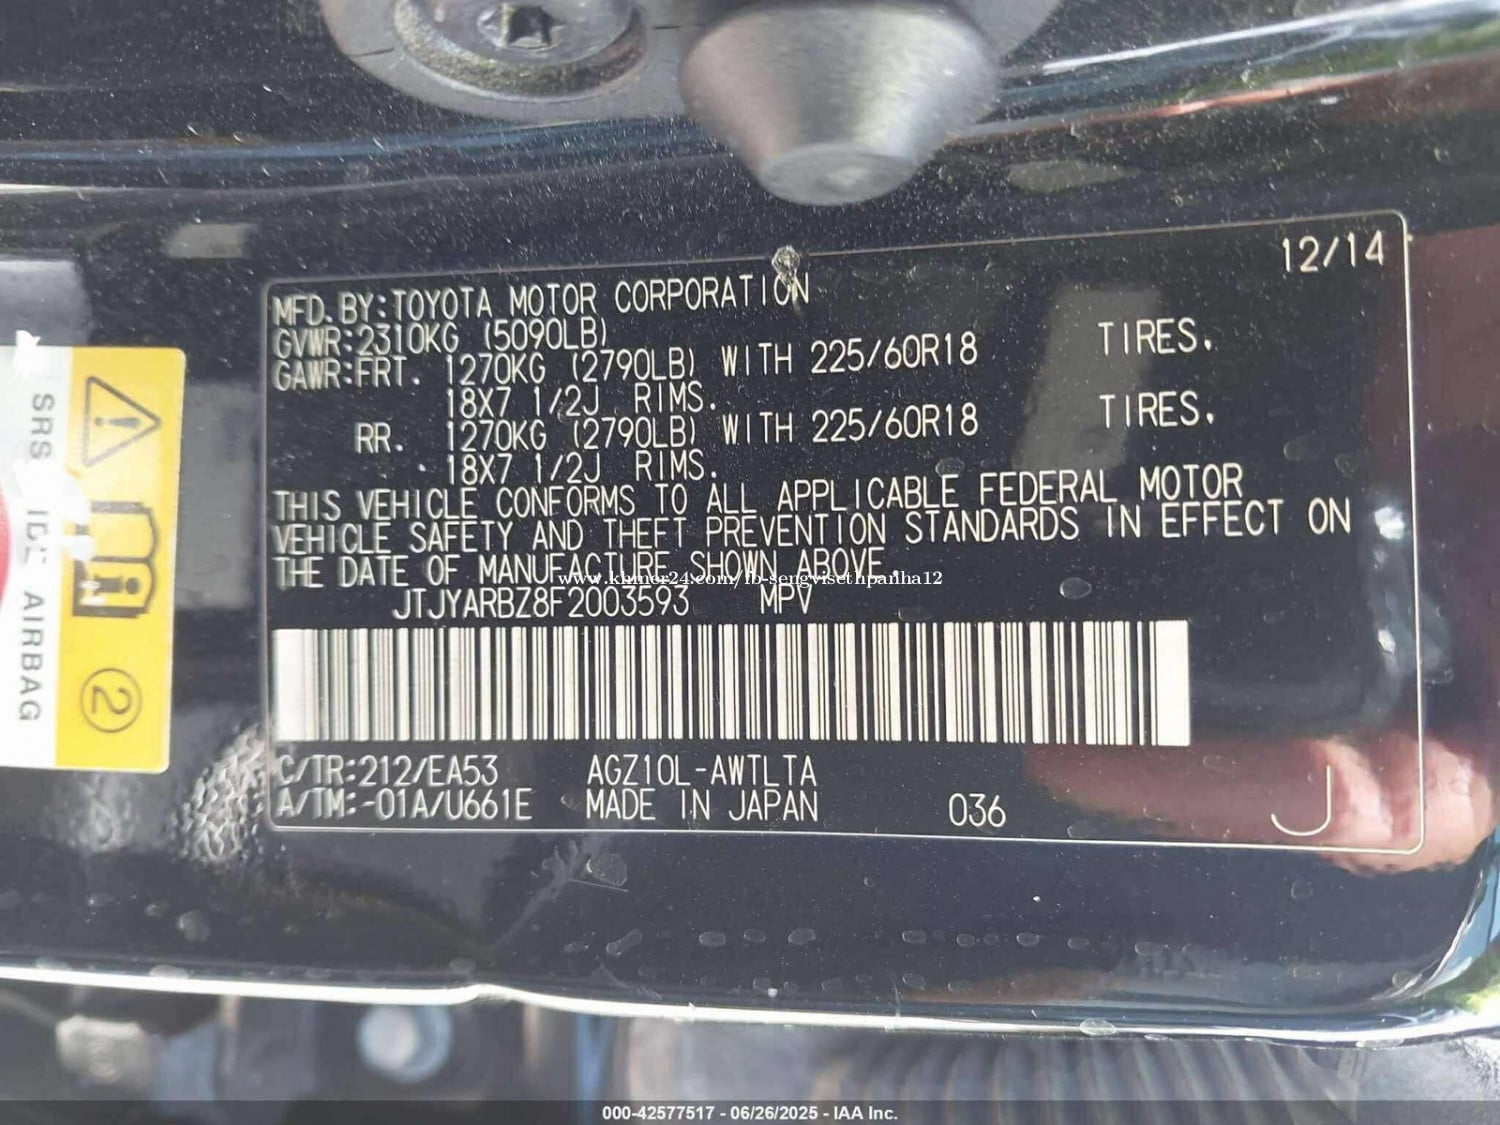 12/14
MFD. BY:TOYOTA MOTOR CORPORATION
GVWR:2310KG (5090LB)
GAWR:FRT. 1270KG (2790LB) WITH 225/60R18 TIRES.
18X7 1/2J RIMS.
RR. 1270KG (2790LB) WITH 225/60R18 TIRES.
18X7 1/2J RIMS.
THIS VEHICLE CONFORMS TO ALL APPLICABLE FEDERAL MOTOR
VEHICLE SAFETY AND THEFT PREVENTION STANDARDS IN EFFECT ON
THE DATE OF MANUFACTURE SHOWN ABOVE.
www.khmer24.com/fb-sengvisethpanha12
JTJYARBZ8F2003593 MPV
C/TR:212/EA53 AGZ10L-AWTLTA
A/TM:-01A/U661E MADE IN JAPAN 036 J
SRS AIRBAG
2
000-42577517 - 06/26/2025 - IAA Inc.